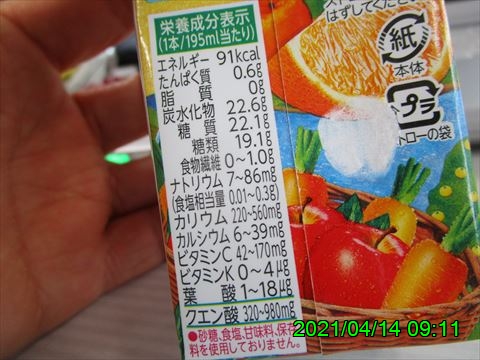 栄養成分表示
(1本/195ml当たり)
エネルギー 91kcal
たんぱく質 0.6g
脂質 0g
炭水化物 22.6g
糖質 22.1g
糖類 19.1g
食物繊維 0〜1.0g
ナトリウム 7〜86mg
(食塩相当量 0.01〜0.3g)
カリウム 220〜560mg
カルシウム 6〜39mg
ビタミンC 42〜170mg
ビタミンK 0〜4μg
葉酸 1〜18μg
クエン酸 320〜980mg
●砂糖、食塩、甘味料、保存
料を使用しておりません。
はずしてくださ
紙
本体
プラ
トローの袋
2021/04/14 09:11